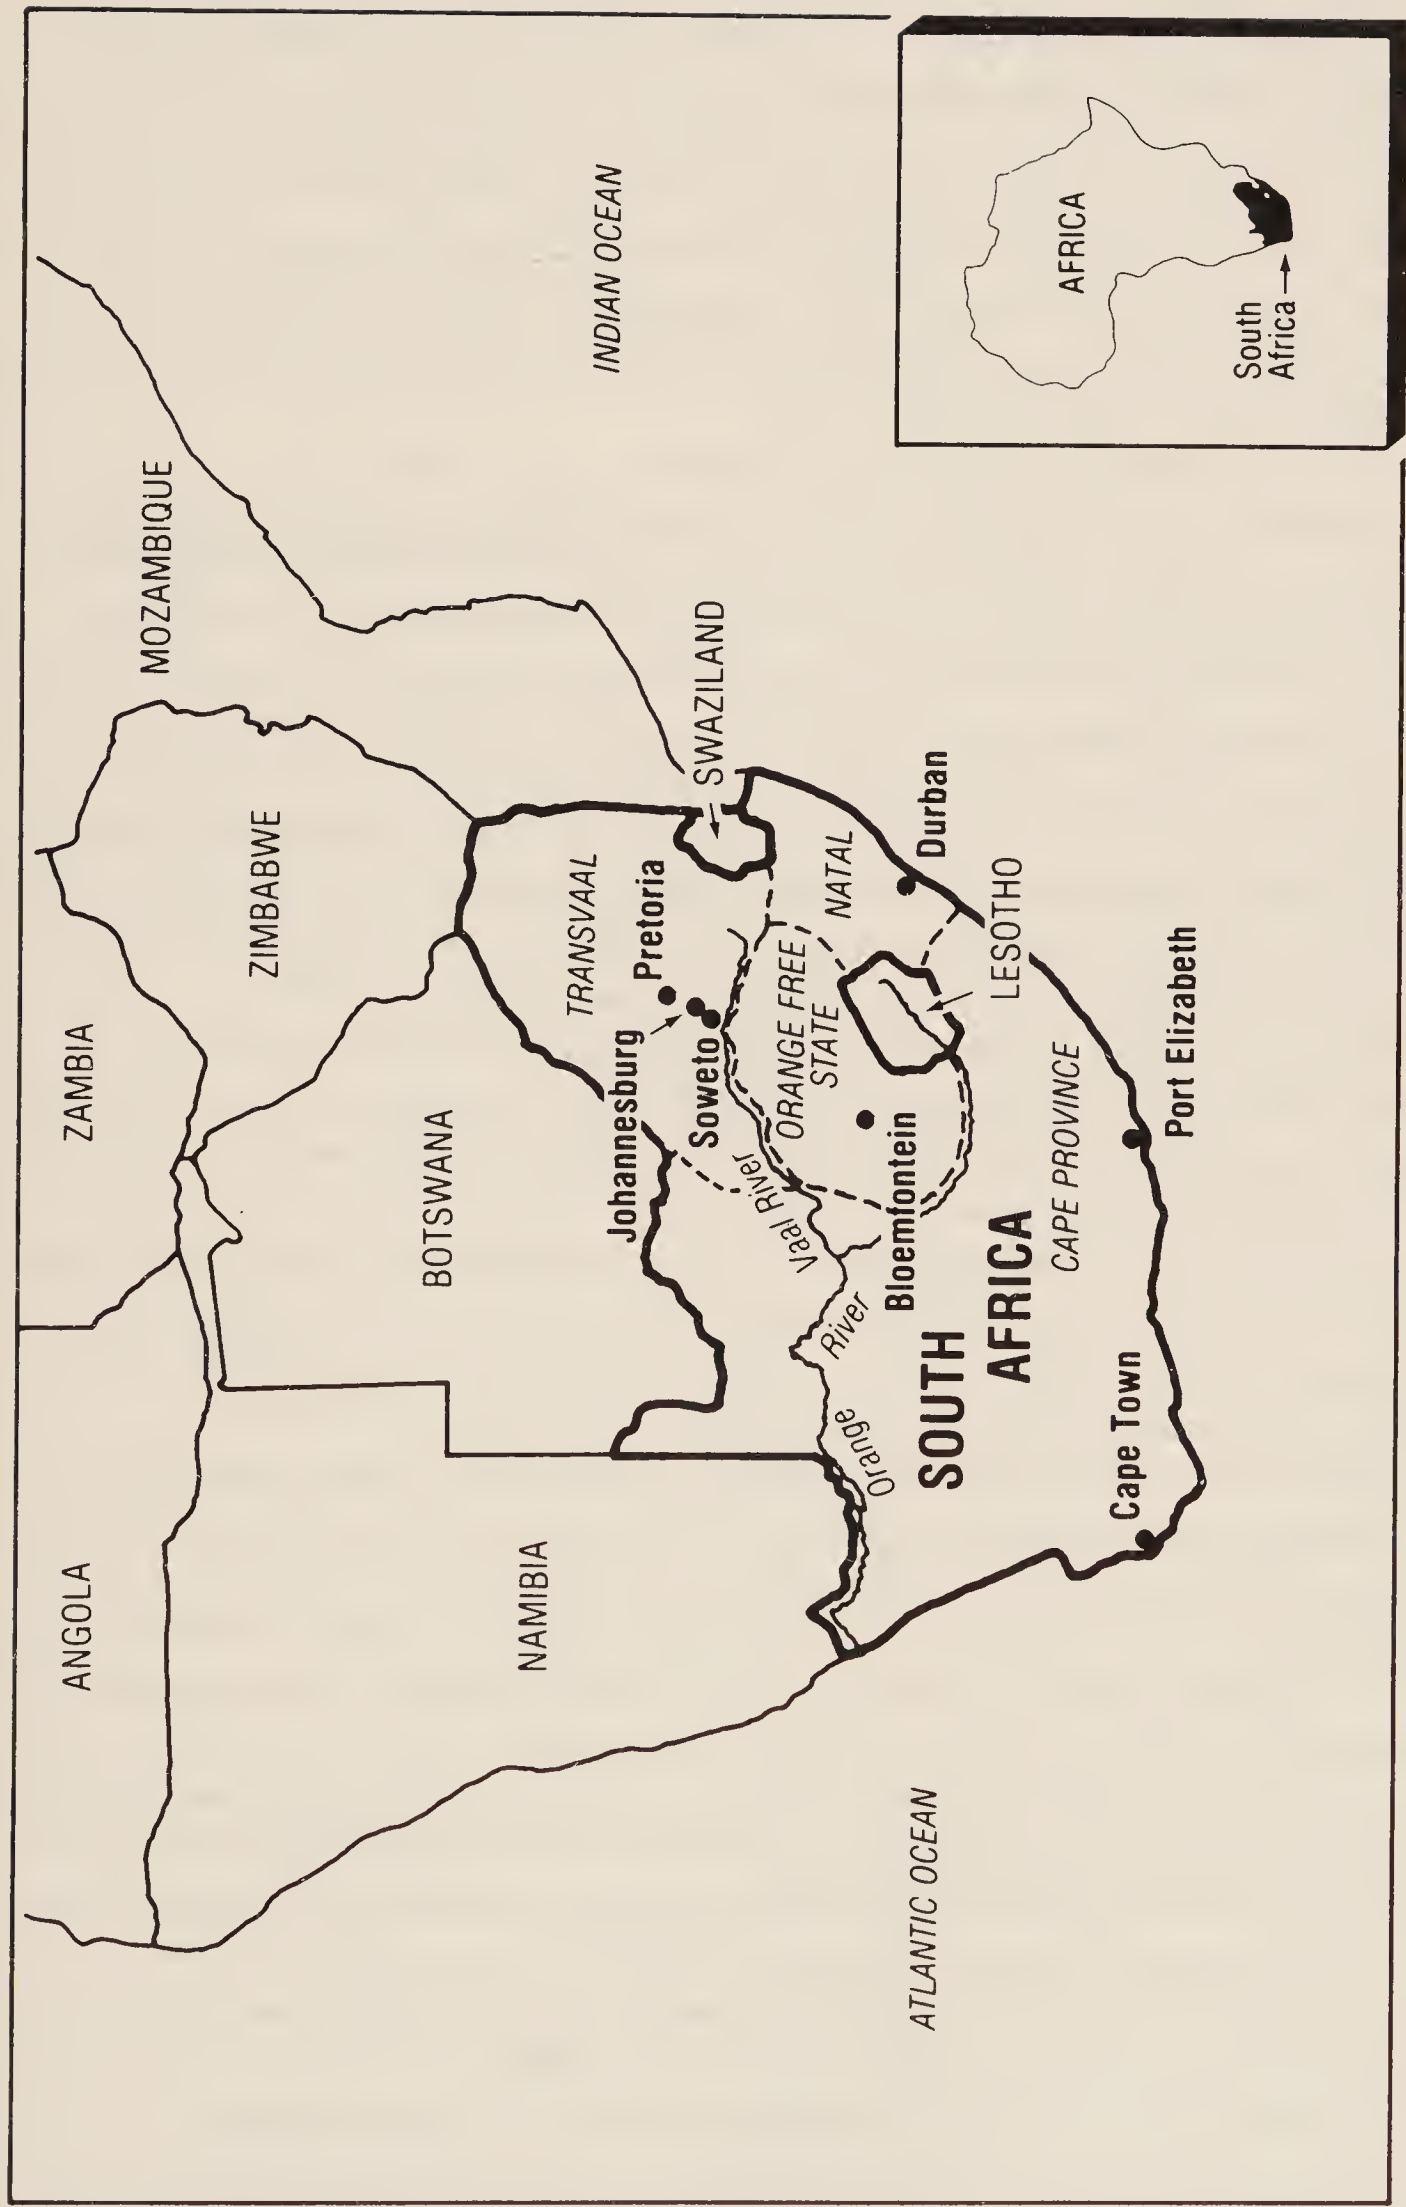 ANGOLA
ZAMBIA
MOZAMBIQUE
ZIMBABWE
BOTSWANA
NAMIBIA
INDIAN OCEAN
TRANSVAAL
Pretoria
Johannesburg
Soweto
SWAZILAND
Vaal River
ORANGE FREE
STATE
NATAL
Orange
River
Bloemfontein
Durban
LESOTHO
SOUTH
AFRICA
CAPE PROVINCE
Cape Town
Port Elizabeth
ATLANTIC OCEAN
AFRICA
South
Africa